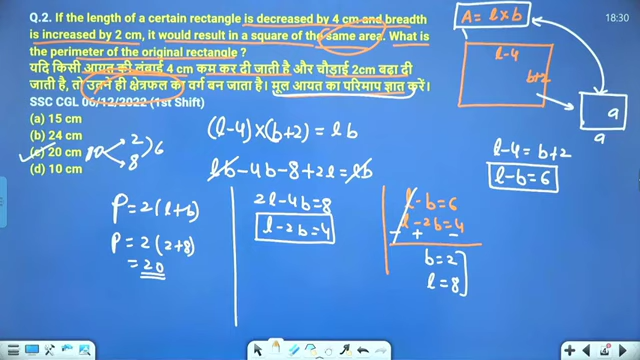 Q.2. If the length of a certain rectangle is decreased by 4 cm and breadth
is increased by 2 cm, it would result in a square of the same area. What is
the perimeter of the original rectangle ?
यदि किसी आयत की लंबाई 4 cm कम कर दी जाती है और चौड़ाई 2cm बढ़ा दी
जाती है, तो उतने ही क्षेत्रफल का वर्ग बन जाता है। मूल आयत का परिमाप ज्ञात करें।
SSC CGL 06/12/2022 (1st Shift)
(a) 15 cm
(b) 24 cm
(c) 20 cm
(d) 10 cm
10
2
8
) 6
A = l × b
18:30
l-4
b+2
a
a
(l-4) × (b+2) = l b
lb - 4b - 8 + 2l = lb
l-4 = b+2
l-b = 6
P = 2 (l+b)
P = 2 (2+8)
= 20
2l - 4b = 8
l - 2b = 4
l - b = 6
l - 2b = 4
- + -
b = 2
l = 8